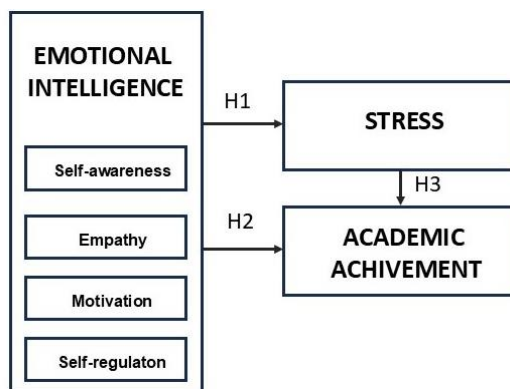 EMOTIONAL
INTELLIGENCE
Self-awareness
Empathy
Motivation
Self-regulaton
H1
H2
STRESS
H3
ACADEMIC
ACHIVEMENT